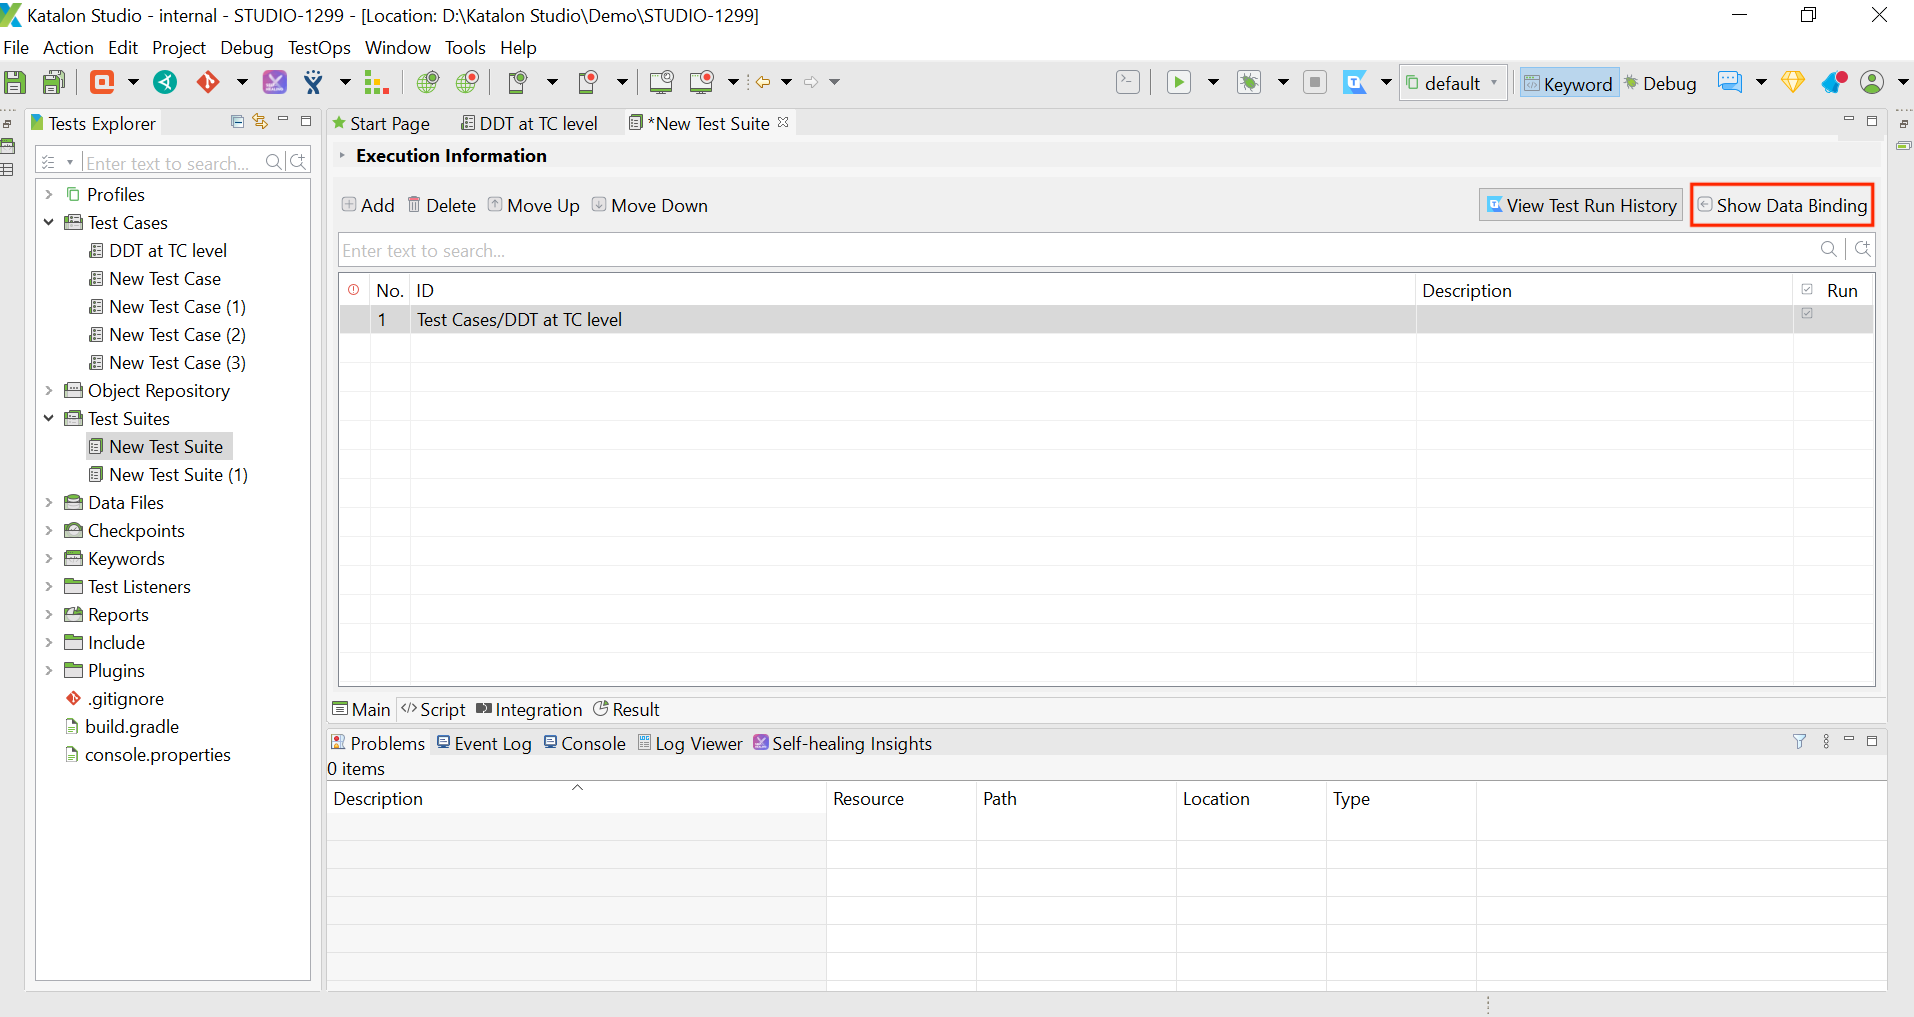 Katalon Studio - internal - STUDIO-1299 - [Location: D:\Katalon Studio\Demo\STUDIO-1299]
File Action Edit Project Debug TestOps Window Tools Help
default Keyword Debug
Tests Explorer
Enter text to search...
Profiles
Test Cases
DDT at TC level
New Test Case
New Test Case (1)
New Test Case (2)
New Test Case (3)
Object Repository
Test Suites
New Test Suite
New Test Suite (1)
Data Files
Checkpoints
Keywords
Test Listeners
Reports
Include
Plugins
.gitignore
build.gradle
console.properties
Start Page DDT at TC level *New Test Suite
Execution Information
Add Delete Move Up Move Down View Test Run History Show Data Binding
Enter text to search...
No. ID Description Run
1 Test Cases/DDT at TC level
Main Script Integration Result
Problems Event Log Console Log Viewer Self-healing Insights
0 items
Description Resource Path Location Type